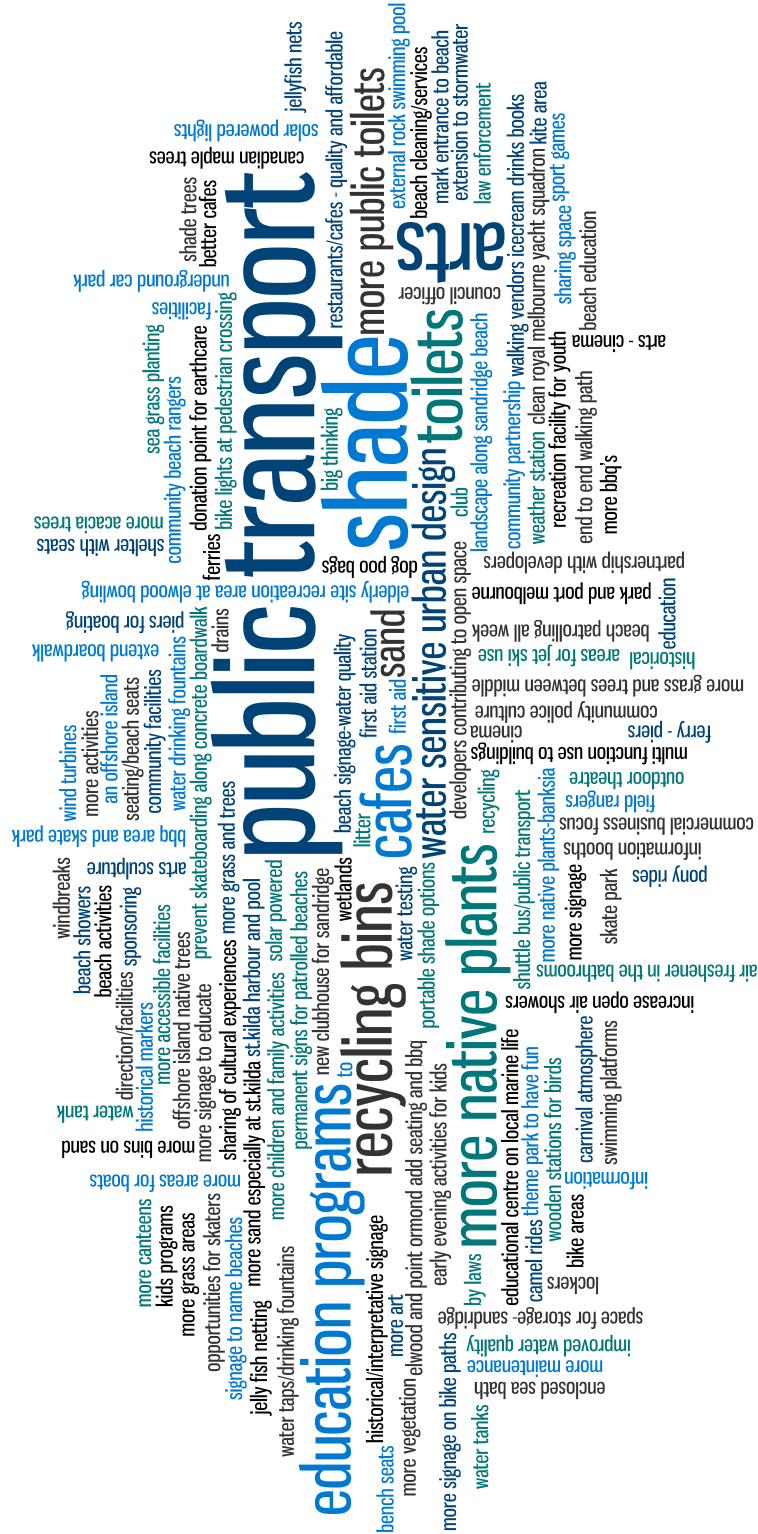 jellyfish nets
solar powered lights
canadian maple trees
shade trees
better cafes
underground car park
facilities
public transport
restaurants/cafes - quality and affordable
more public toilets
external rock swimming pool
beach cleaning/services
mark entrance to beach
extension to stormwater
law enforcement
arts
council officer
walking vendors icecream drinks books
clean royal melbourne yacht squadron
kite area
sport games
sharing space
beach education
arts - cinema
sea grass planting
community beach rangers
donation point for earthcare
bike lights at pedestrian crossing
big thinking
shade
toilets
landscape along sandridge beach
community partnership
weather station
recreation facility for youth
end to end walking path
more bbq's
more acacia trees
shelter with seats
ferries
dog poo bags
club
water sensitive urban design
partnership with developers
elderly site recreation area at elwood bowling
park and port melbourne
education
piers for boating
extend boardwalk
drains
prevent skateboarding along concrete boardwalk
beach signage-water quality
first aid station
first aid
sand
developers contributing to open space
beach patrolling all week
historical
areas for jet ski use
more grass and trees between middle
community police culture
cinema
ferry - piers
multi function use to buildings
wind turbines
more activities
an offshore island
seating/beach seats
community facilities
water drinking fountains
bbq area and skate park
arts sculpture
litter
cafes
recycling
outdoor theatre
field rangers
commercial business focus
information booths
pony rides
shuttle bus/public transport
more native plants-banksia
more signage
skate park
windbreaks
beach showers
beach activities
sponsoring
direction/facilities
historical markers
more accessible facilities
offshore island native trees
more signage to educate
more grass and trees
sharing of cultural experiences
st.kilda harbour and pool
more sand especially at st.kilda
solar powered
more children and family activities
permanent signs for patrolled beaches
new clubhouse for sandridge
wetlands
recycling bins
water testing
portable shade options
more native plants
air freshener in the bathrooms
increase open air showers
water tank
more bins on sand
more areas for boats
to
education programs
elwood and point ormond add seating and bbq
early evening activities for kids
educational centre on local marine life
theme park to have fun
camel rides
wooden stations for birds
carnival atmosphere
swimming platforms
information
bike areas
lockers
more canteens
kids programs
more grass areas
opportunities for skaters
signage to name beaches
jelly fish netting
water taps/drinking fountains
historical/interpretative signage
more art
more vegetation
bench seats
by laws
space for storage- sandridge
improved water quality
more maintenance
enclosed sea bath
more signage on bike paths
water tanks